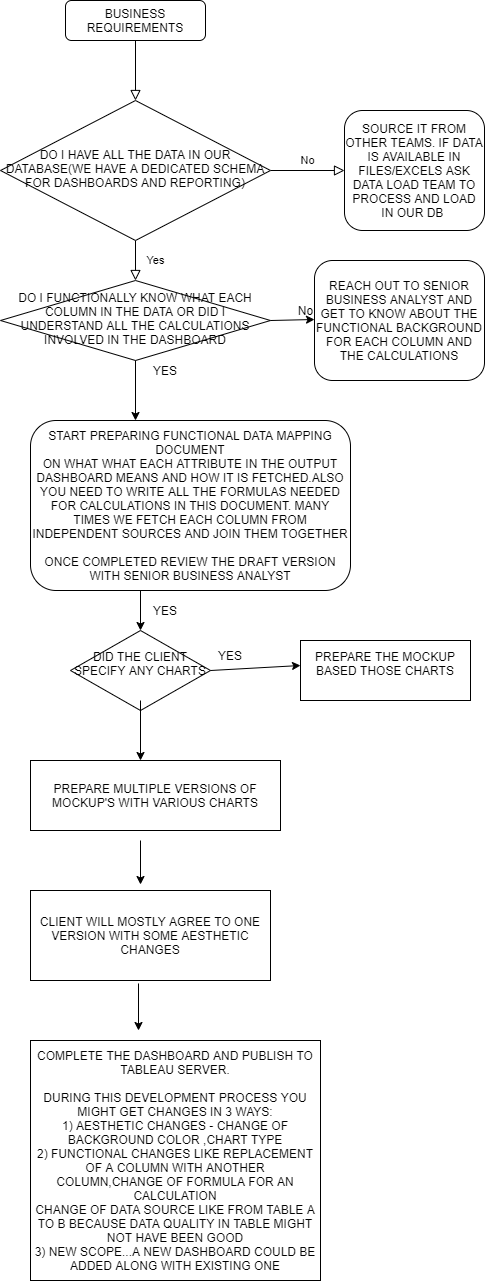 BUSINESS
REQUIREMENTS
DO I HAVE ALL THE DATA IN OUR
DATABASE(WE HAVE A DEDICATED SCHEMA
FOR DASHBOARDS AND REPORTING)
No
SOURCE IT FROM
OTHER TEAMS. IF DATA
IS AVAILABLE IN
FILES/EXCELS ASK
DATA LOAD TEAM TO
PROCESS AND LOAD
IN OUR DB
Yes
DO I FUNCTIONALLY KNOW WHAT EACH
COLUMN IN THE DATA OR DID I
UNDERSTAND ALL THE CALCULATIONS
INVOLVED IN THE DASHBOARD
No
REACH OUT TO SENIOR
BUSINESS ANALYST AND
GET TO KNOW ABOUT THE
FUNCTIONAL BACKGROUND
FOR EACH COLUMN AND
THE CALCULATIONS
YES
START PREPARING FUNCTIONAL DATA MAPPING
DOCUMENT
ON WHAT WHAT EACH ATTRIBUTE IN THE OUTPUT
DASHBOARD MEANS AND HOW IT IS FETCHED.ALSO
YOU NEED TO WRITE ALL THE FORMULAS NEEDED
FOR CALCULATIONS IN THIS DOCUMENT. MANY
TIMES WE FETCH EACH COLUMN FROM
INDEPENDENT SOURCES AND JOIN THEM TOGETHER
ONCE COMPLETED REVIEW THE DRAFT VERSION
WITH SENIOR BUSINESS ANALYST
YES
DID THE CLIENT
SPECIFY ANY CHARTS
YES
PREPARE THE MOCKUP
BASED THOSE CHARTS
PREPARE MULTIPLE VERSIONS OF
MOCKUP'S WITH VARIOUS CHARTS
CLIENT WILL MOSTLY AGREE TO ONE
VERSION WITH SOME AESTHETIC
CHANGES
COMPLETE THE DASHBOARD AND PUBLISH TO
TABLEAU SERVER.
DURING THIS DEVELOPMENT PROCESS YOU
MIGHT GET CHANGES IN 3 WAYS:
1) AESTHETIC CHANGES - CHANGE OF
BACKGROUND COLOR ,CHART TYPE
2) FUNCTIONAL CHANGES LIKE REPLACEMENT
OF A COLUMN WITH ANOTHER
COLUMN,CHANGE OF FORMULA FOR AN
CALCULATION
CHANGE OF DATA SOURCE LIKE FROM TABLE A
TO B BECAUSE DATA QUALITY IN TABLE MIGHT
NOT HAVE BEEN GOOD
3) NEW SCOPE...A NEW DASHBOARD COULD BE
ADDED ALONG WITH EXISTING ONE